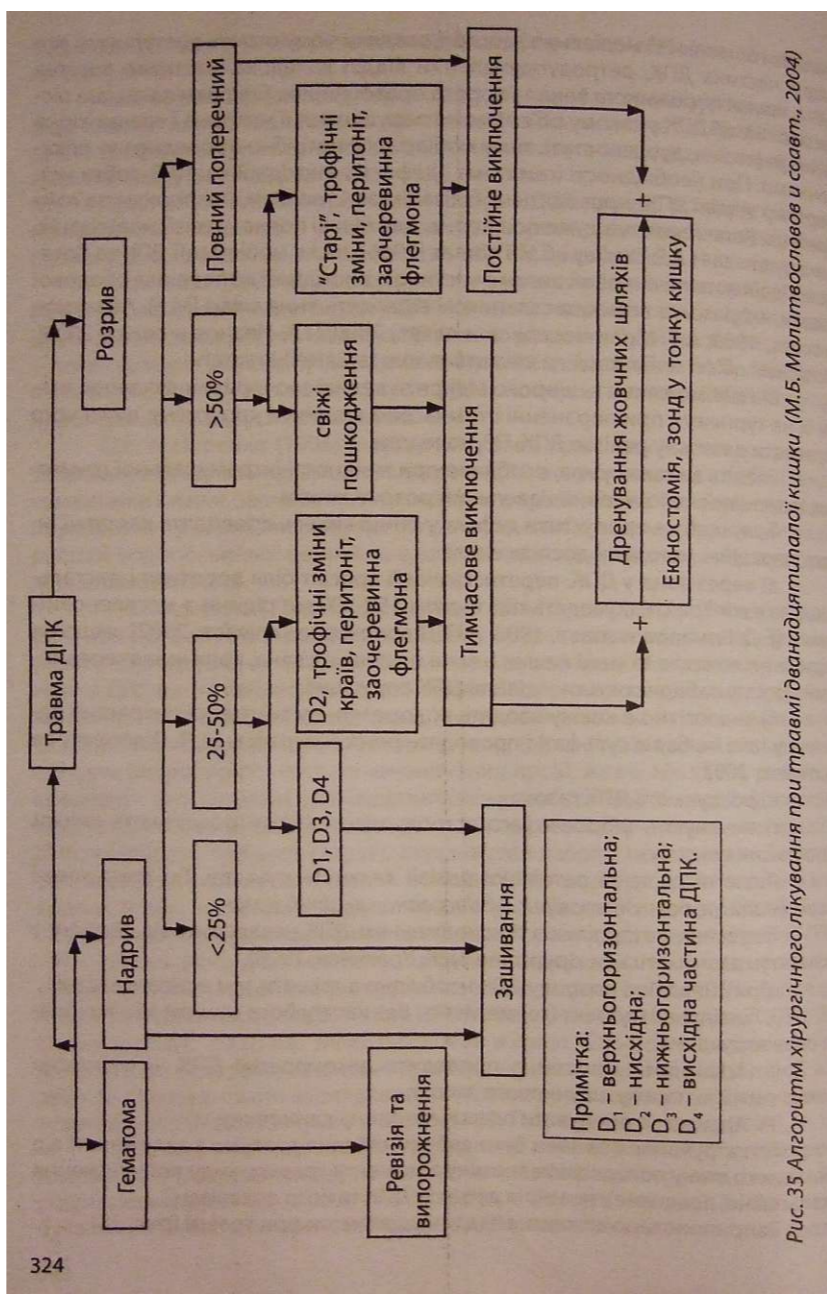 Травма ДПК
Гематома
Надрив
Розрив
<25%
25-50%
>50%
Повний поперечний
D1, D3, D4
D2, трофічні зміни
країв, перитоніт,
заочеревинна
флегмона
свіжі
пошкодження
"Старі", трофічні
зміни, перитоніт,
заочеревинна
флегмона
Ревізія та
випорожнення
Зашивання
Тимчасове виключення
Постійне виключення
+
+
Дренування жовчних шляхів
Еюностомія, зонд у тонку кишку
Примітка:
D₁ – верхньогоризонтальна;
D₂ – нисхідна;
D₃ – нижньогоризонтальна;
D₄ – висхідна частина ДПК.
Рис. 35 Алгоритм хірургічного лікування при травмі дванадцятипалої кишки (М.Б. Молитвословов и соавт., 2004)
324